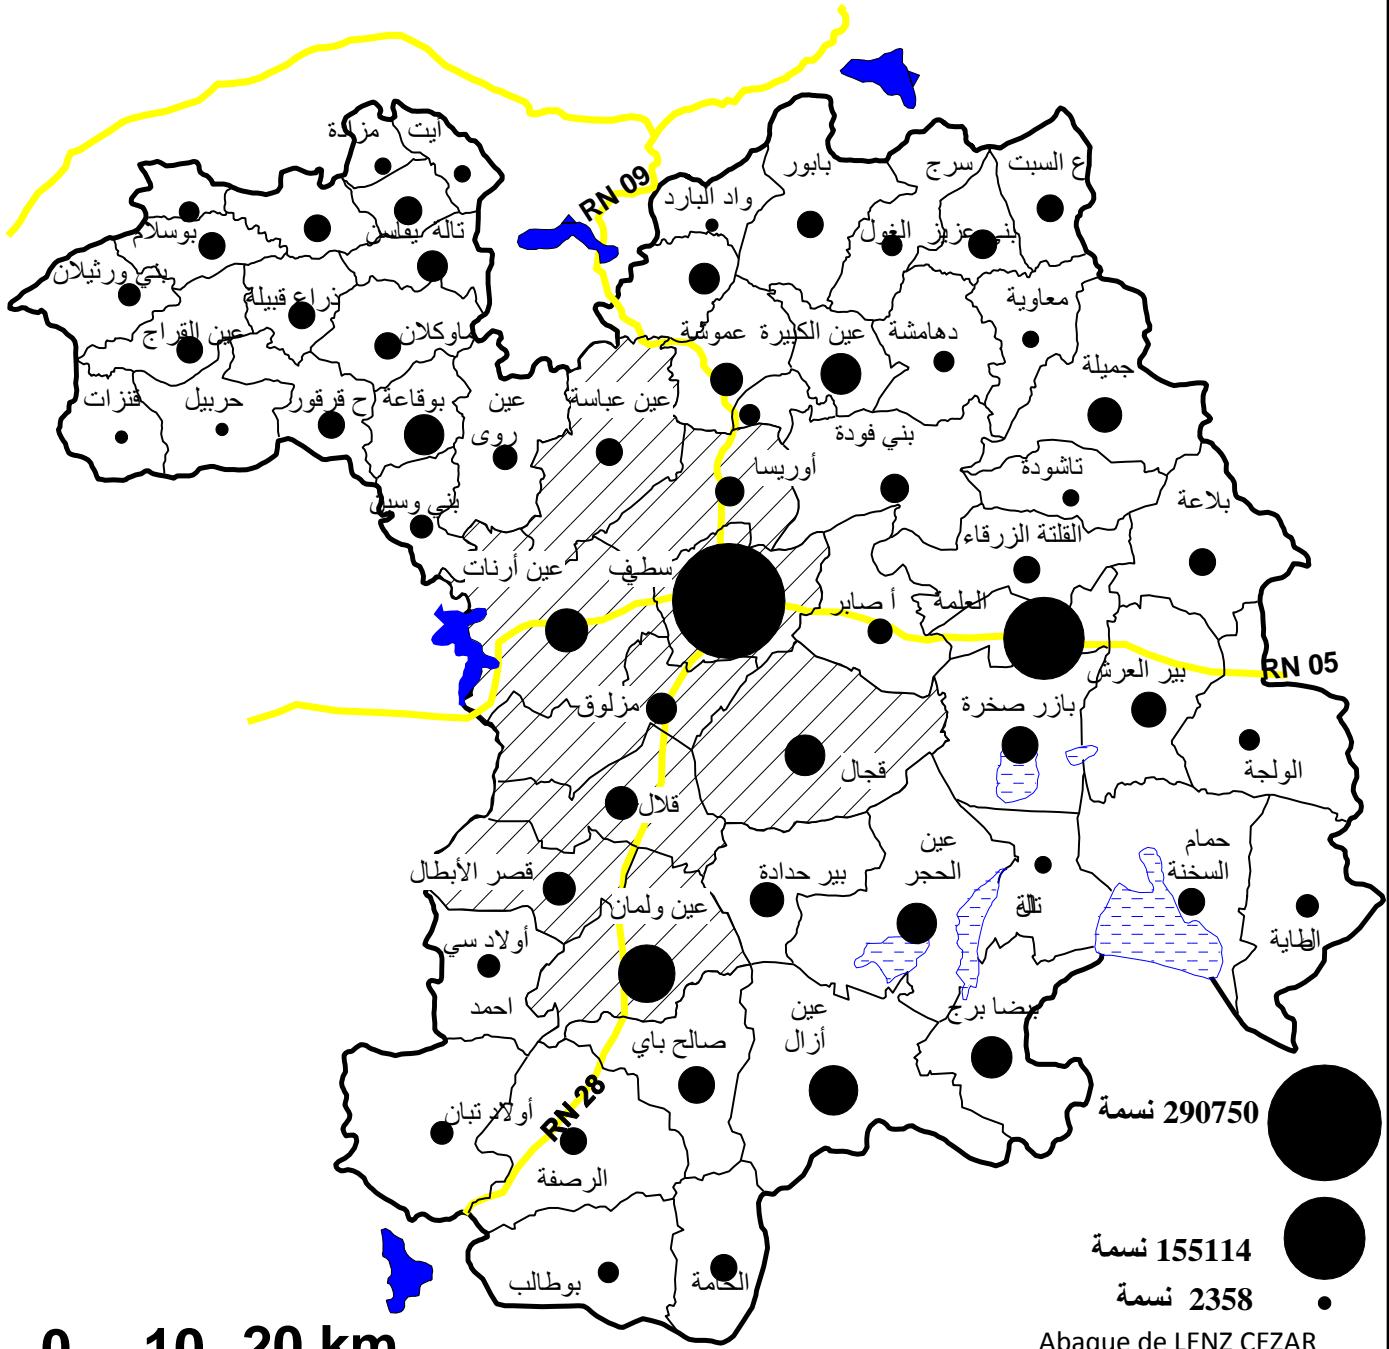 مزادة
ايت
ع السبت
سرج
بابور
واد البارد
RN 09
بوسلام
تالة يفاسن
الغول
بني عزيز
بني ورثيلان
ذراع قبيلة
معاوية
عين القراج
ماوكلان
عموشة
عين الكبيرة
دهامشة
جميلة
قنزات
حربيل
ح قرقور
بوقاعة
عين
روى
عين عباسة
بني فودة
أوريسا
تاشودة
بلاعة
بني وسين
القلتة الزرقاء
عين أرنات
سطيف
أ صابر
العلمة
RN 05
بير العرش
مزلوق
بازر صخرة
قجال
الولجة
قلال
عين
الحجر
حمام
السخنة
قصر الأبطال
بير حدادة
عين ولمان
تالة
الطاية
أولاد سي
احمد
بيضا برج
عين
أزال
صالح باي
أولاد تبان
RN 28
الرصفة
بوطالب
الحامة
290750 نسمة
155114 نسمة
2358 نسمة
Abaque de LENZ CEZAR
0 10 20 km